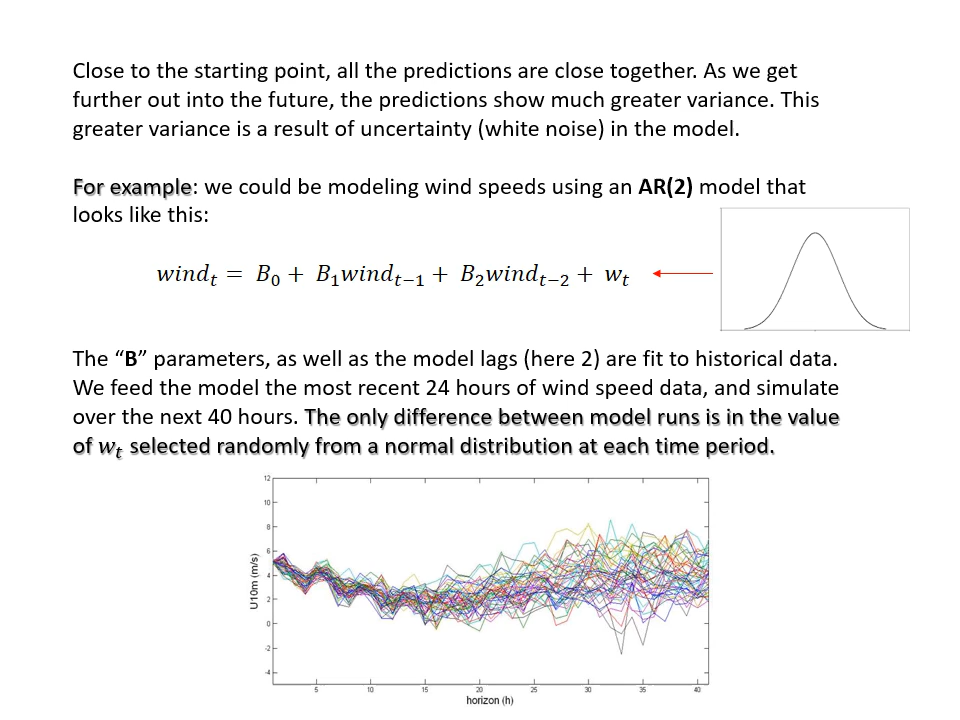 Close to the starting point, all the predictions are close together. As we get
further out into the future, the predictions show much greater variance. This
greater variance is a result of uncertainty (white noise) in the model.
For example: we could be modeling wind speeds using an AR(2) model that
looks like this:
wind_t = B_0 + B_1wind_{t−1} + B_2wind_{t−2} + w_t
The “B” parameters, as well as the model lags (here 2) are fit to historical data.
We feed the model the most recent 24 hours of wind speed data, and simulate
over the next 40 hours. The only difference between model runs is in the value
of w_t selected randomly from a normal distribution at each time period.
12
10
8
6
4
2
0
-2
-4
U10m (m/s)
5 10 15 20 25 30 35 40
horizon (h)